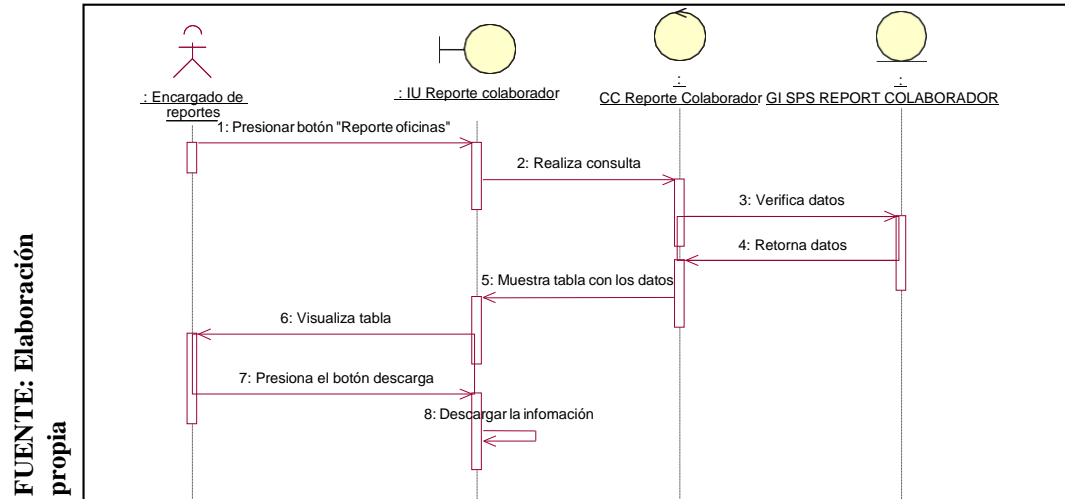 : Encargado de
reportes
: IU Reporte colaborador
:
CC Reporte Colaborador
:
GI SPS REPORT COLABORADOR
1: Presionar botón "Reporte oficinas"
2: Realiza consulta
3: Verifica datos
4: Retorna datos
5: Muestra tabla con los datos
6: Visualiza tabla
7: Presiona el botón descarga
8: Descargar la infomación
FUENTE: Elaboración
propia